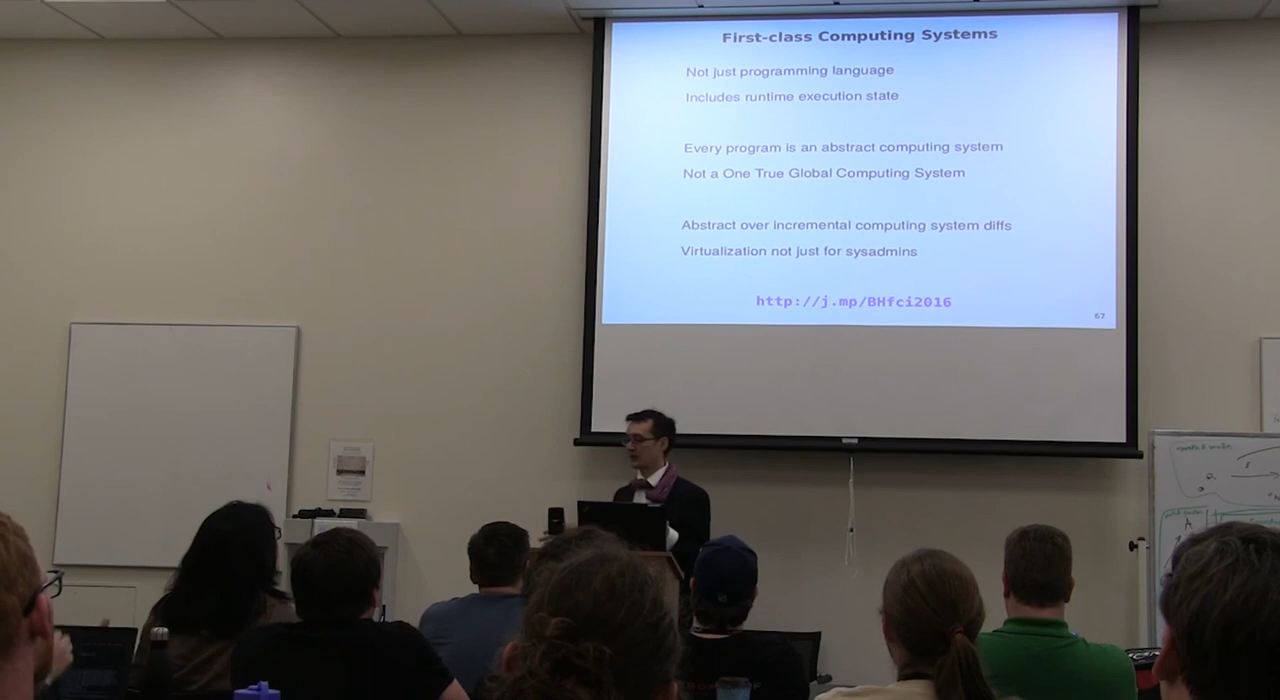 First-class Computing Systems
Not just programming language
Includes runtime execution state
Every program is an abstract computing system
Not a One True Global Computing System
Abstract over incremental computing system diffs
Virtualization not just for sysadmins
http://j.mp/BHfci2016
67